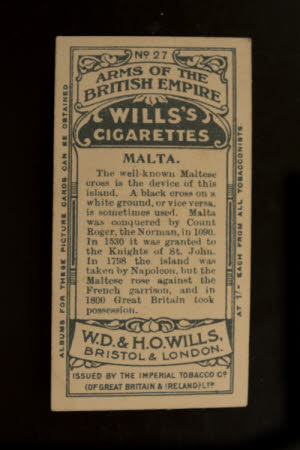 No 27
ARMS OF THE
BRITISH EMPIRE
WILLS'S
CIGARETTES
MALTA.
The well-known Maltese
cross is the device of this
island. A black cross on a
white ground, or vice versa,
is sometimes used. Malta
was conquered by Count
Roger, the Norman, in 1090.
In 1530 it was granted to
the Knights of St. John.
In 1798 the island was
taken by Napoleon, but the
Maltese rose against the
French garrison, and in
1800 Great Britain took
possession.
W.D. & H.O. WILLS.
BRISTOL & LONDON.
ISSUED BY THE IMPERIAL TOBACCO Co
(OF GREAT BRITAIN & IRELAND) LTD
ALBUMS FOR THESE PICTURE CARDS CAN BE OBTAINED
AT 1/- EACH FROM ALL TOBACCONISTS